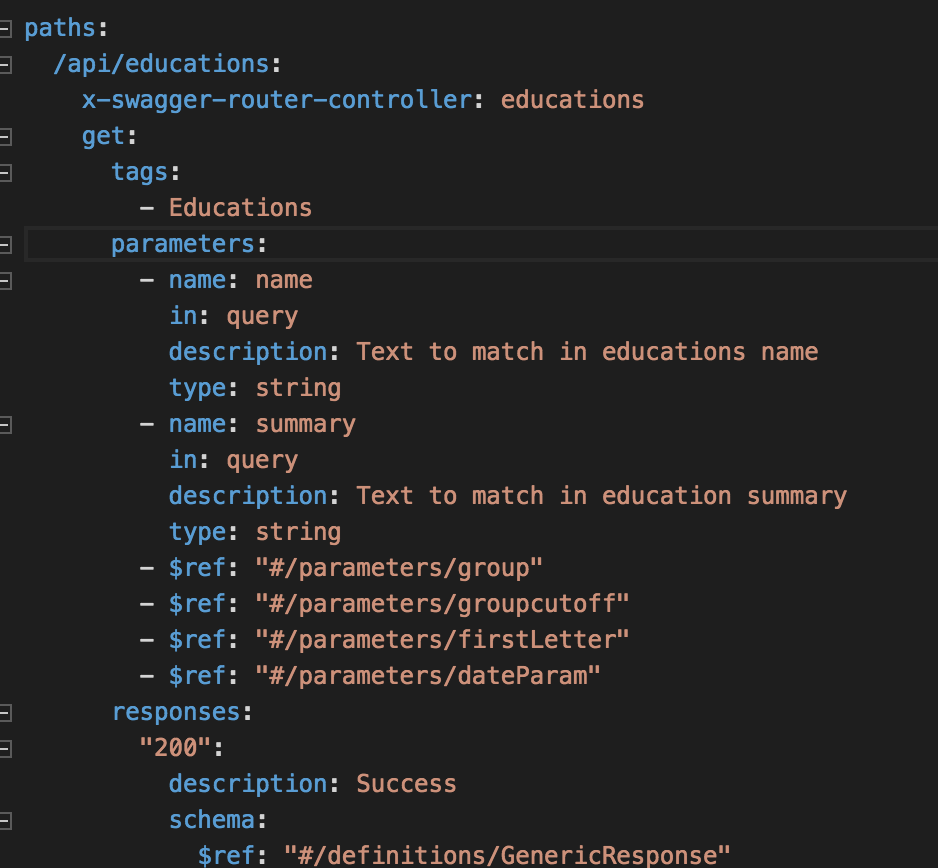 paths:
  /api/educations:
    x-swagger-router-controller: educations
    get:
      tags:
        - Educations
      parameters:
        - name: name
          in: query
          description: Text to match in educations name
          type: string
        - name: summary
          in: query
          description: Text to match in education summary
          type: string
        - $ref: "#/parameters/group"
        - $ref: "#/parameters/groupcutoff"
        - $ref: "#/parameters/firstLetter"
        - $ref: "#/parameters/dateParam"
      responses:
        "200":
          description: Success
          schema:
            $ref: "#/definitions/GenericResponse"